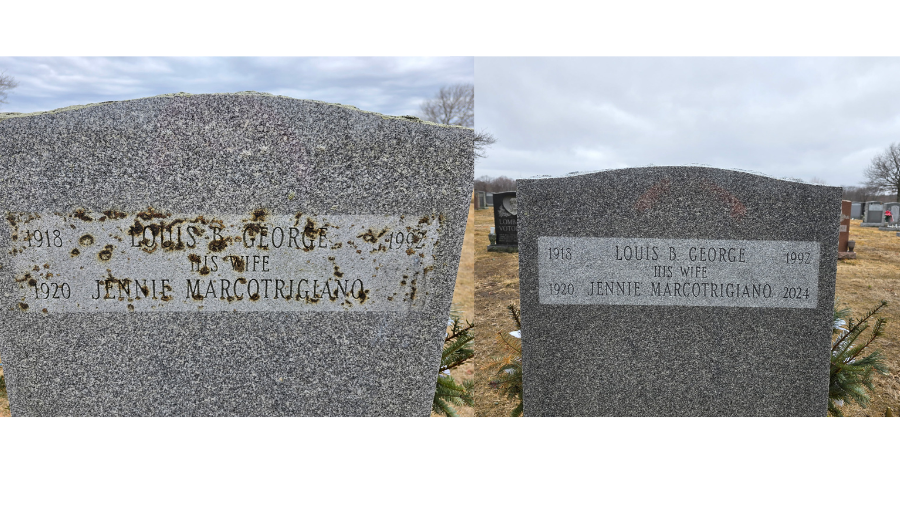 1918 LOUIS B. GEORGE 1992
HIS WIFE
1920 JENNIE MARCOTRIGIANO
1918 LOUIS B GEORGE 1992
HIS WIFE
1920 JENNIE MARCOTRIGIANO 2024